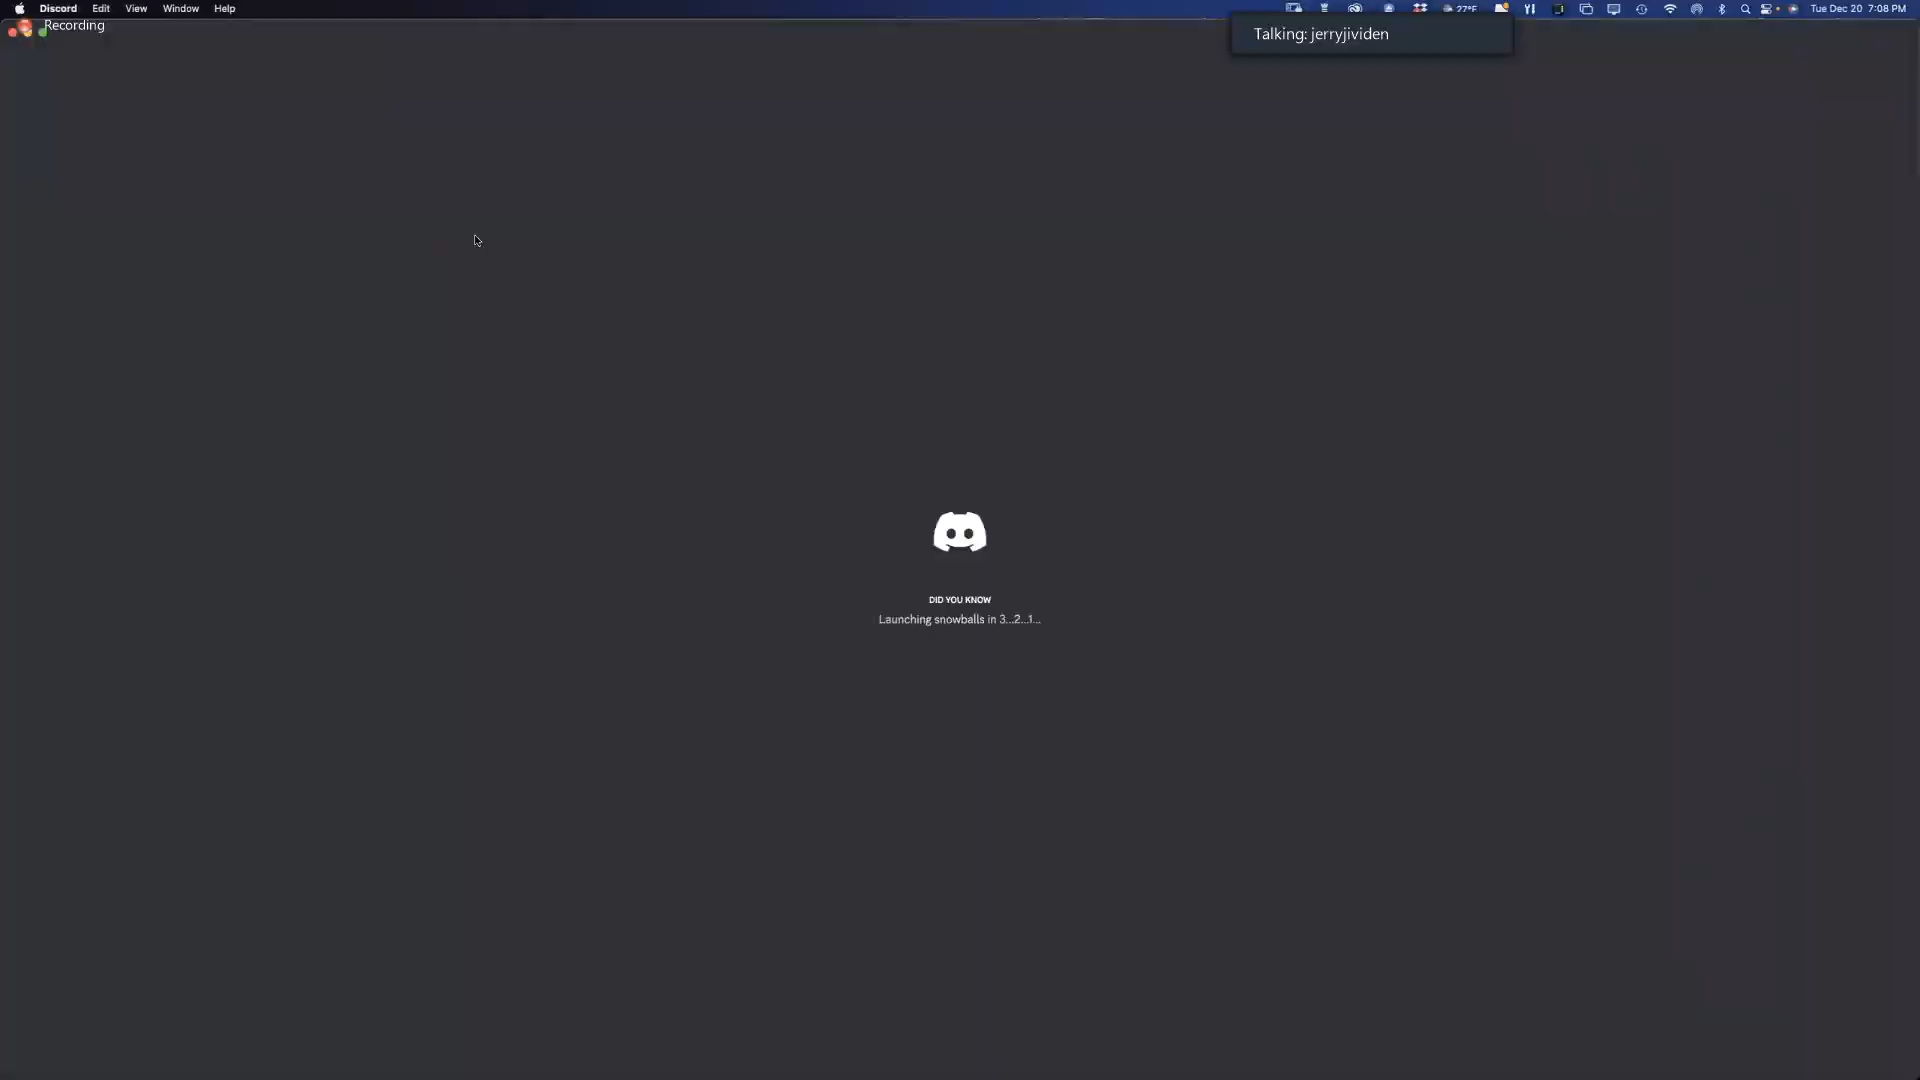 Discord Edit View Window Help
27°F
Tue Dec 20 7:08 PM
Recording
Talking: jerryjividen
DID YOU KNOW
Launching snowballs in 3...2...1...